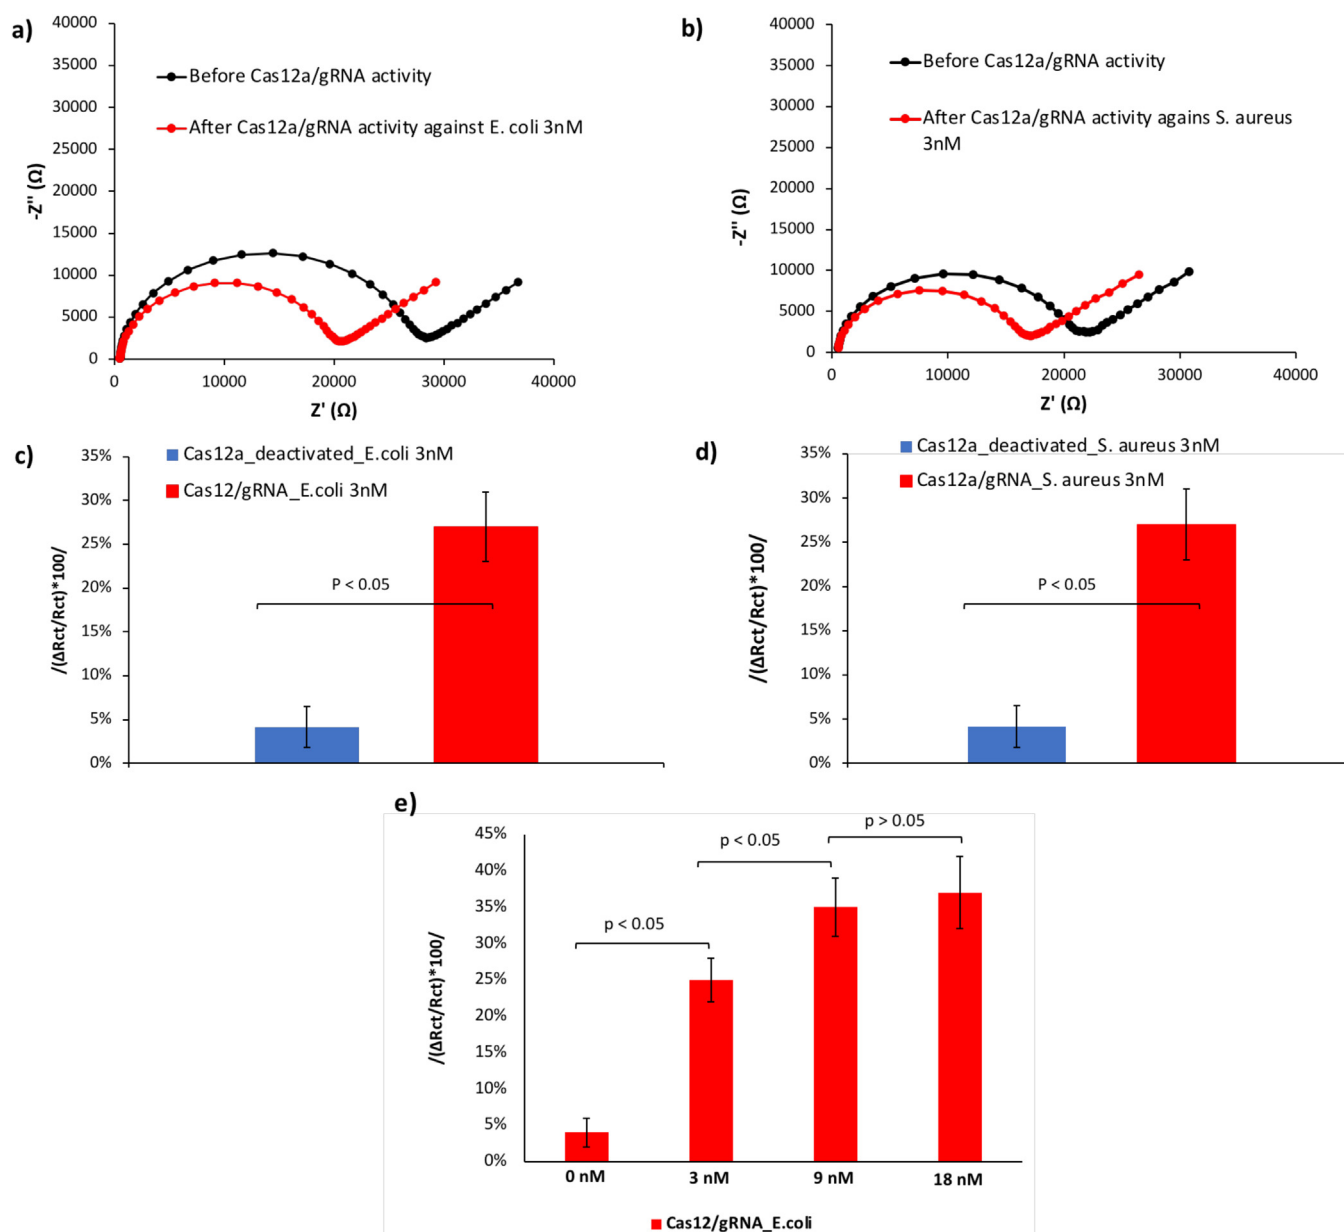 a)
40000
35000
30000
25000
20000
15000
10000
5000
0
-Z'' (Ω)
Before Cas12a/gRNA activity
After Cas12a/gRNA activity against E. coli 3nM
0 10000 20000 30000 40000
Z' (Ω)
b)
40000
35000
30000
25000
20000
15000
10000
5000
0
-Z'' (Ω)
Before Cas12a/gRNA activity
After Cas12a/gRNA activity agains S. aureus
3nM
0 10000 20000 30000 40000
Z' (Ω)
c)
Cas12a_deactivated_E.coli 3nM
Cas12/gRNA_E.coli 3nM
35%
30%
25%
20%
15%
10%
5%
0%
/(ΔRct/Rct)*100/
P < 0.05
d)
Cas12a_deactivated_S. aureus 3nM
Cas12a/gRNA_S. aureus 3nM
35%
30%
25%
20%
15%
10%
5%
0%
/(ΔRct/Rct)*100/
P < 0.05
e)
45%
40%
35%
30%
25%
20%
15%
10%
5%
0%
/(ΔRct/Rct)*100/
p < 0.05
p < 0.05
p > 0.05
0 nM 3 nM 9 nM 18 nM
Cas12/gRNA_E.coli